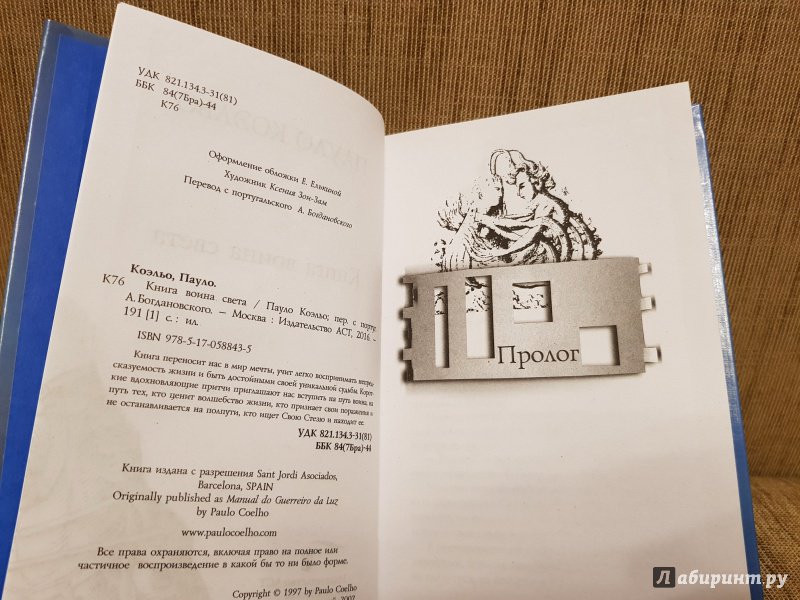 УДК 821.134.3-31(81)
ББК 84(7Бра)-44
К76
Оформление обложки Е. Елькиной
Художник Ксения Зон-Зам
Перевод с португальского А. Богдановского
Коэльо, Пауло.
К76 Книга воина света / Пауло Коэльо; пер. с португ.
А. Богдановского. – Москва : Издательство АСТ, 2016. –
191 [1] с. : ил.
ISBN 978-5-17-058843-5
Книга переносит нас в мир мечты, учит легко воспринимать непред-
сказуемость жизни и быть достойными своей уникальной судьбы. Корот-
кие вдохновляющие притчи приглашают нас вступить на путь воина, на
путь тех, кто ценит волшебство жизни, кто признает свои поражения и
не останавливается на полпути, кто ищет Свою Стезю и находит ее.
УДК 821.134.3-31(81)
ББК 84(7Бра)-44
Книга издана с разрешения Sant Jordi Asociados,
Barcelona, SPAIN
Originally published as Manual do Guerreiro da Luz
by Paulo Coelho
www.paulocoelho.com
Все права охраняются, включая право на полное или
частичное воспроизведение в какой бы то ни было форме.
Copyright © 1997 by Paulo Coelho
2002
Пролог
Лабиринт.ру